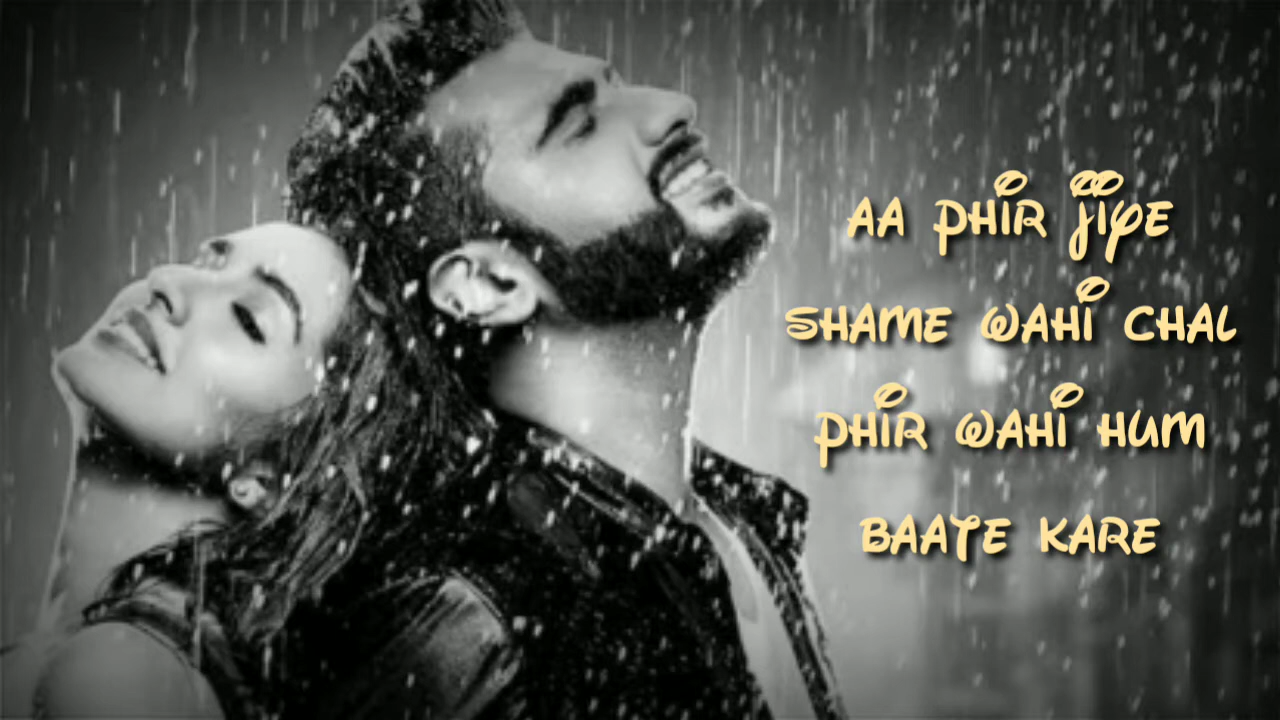 AA PHIR JIYE
SHAME WAHI CHAL
PHIR WAHI HUM
BAATE KARE